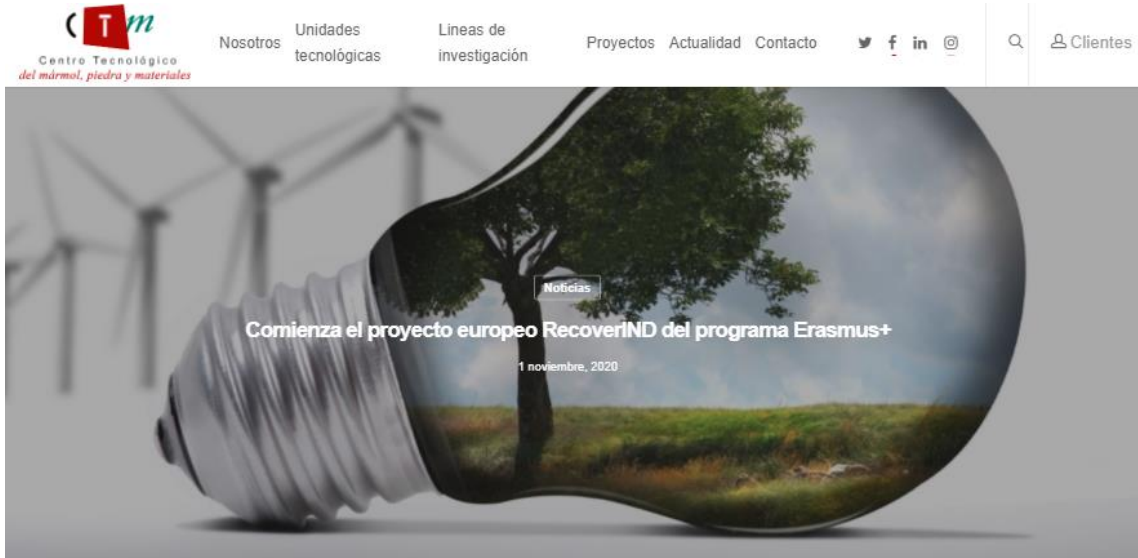 CTm
Centro Tecnológico
del mármol, piedra y materiales
Nosotros
Unidades
tecnológicas
Lineas de
investigación
Proyectos
Actualidad
Contacto
Clientes
Noticias
Comienza el proyecto europeo RecoverIND del programa Erasmus+
1 noviembre, 2020